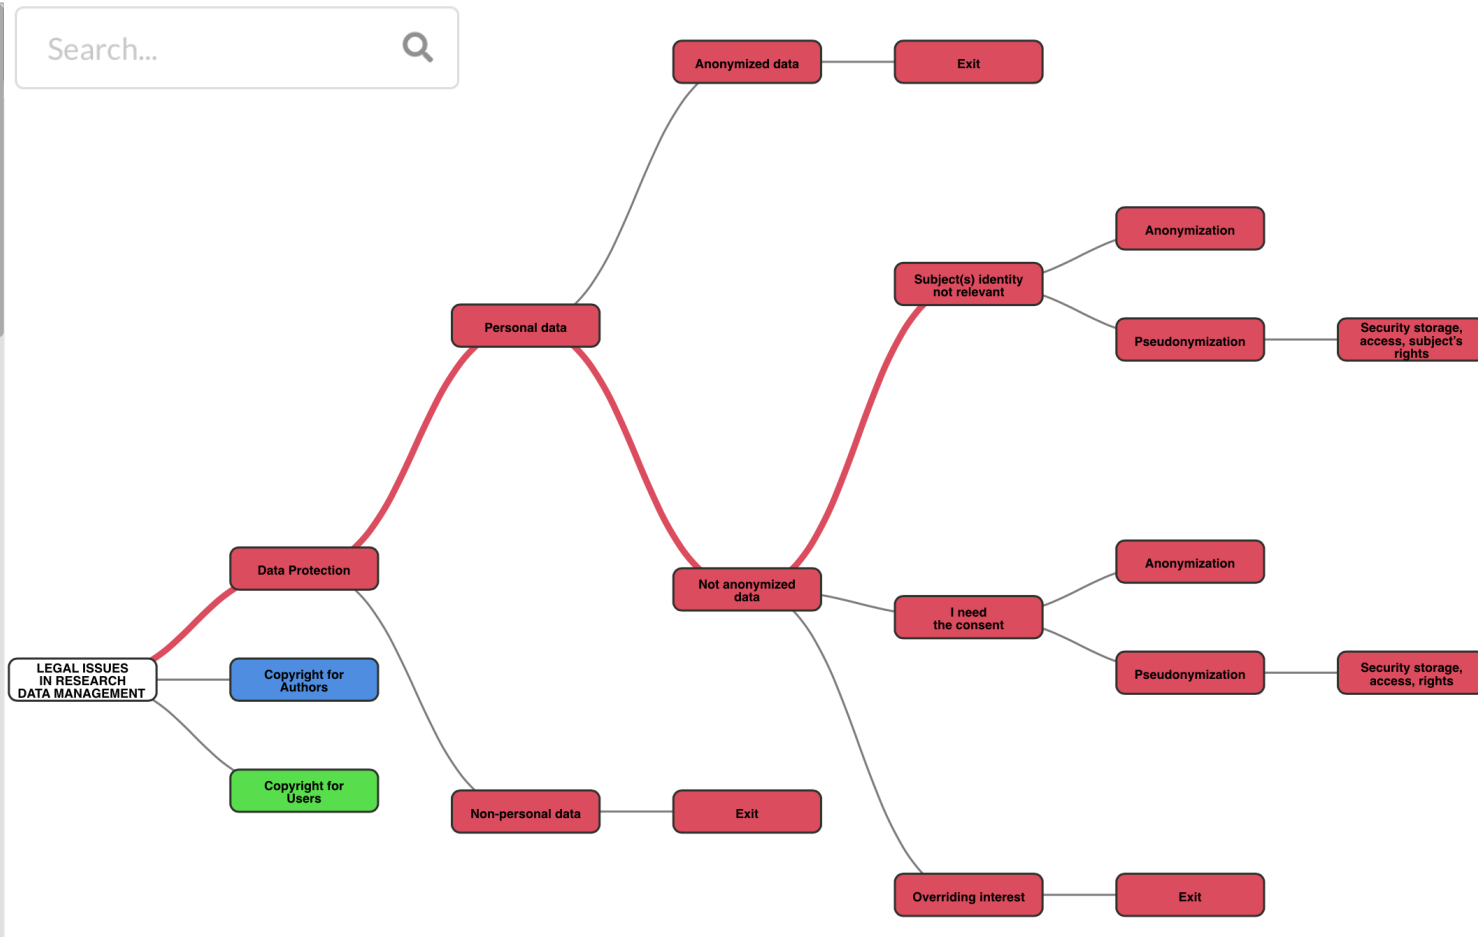 Search...
Anonymized data
Exit
Anonymization
Subject(s) identity
not relevant
Personal data
Pseudonymization
Security storage,
access, subject's
rights
Data Protection
Not anonymized
data
Anonymization
I need
the consent
LEGAL ISSUES
IN RESEARCH
DATA MANAGEMENT
Copyright for
Authors
Pseudonymization
Security storage,
access, rights
Copyright for
Users
Non-personal data
Exit
Overriding interest
Exit